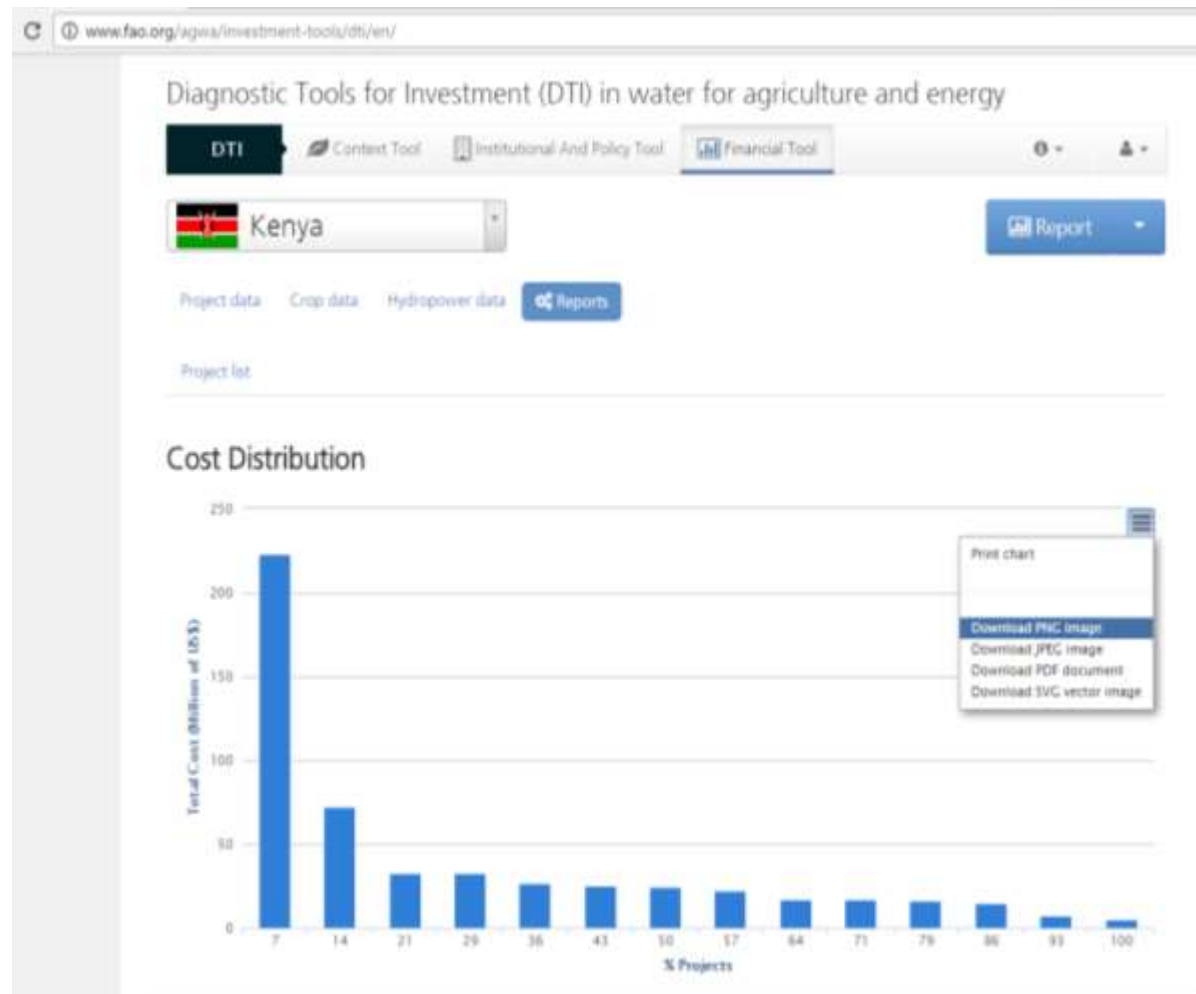 www.fao.org/agwa/investment-tools/dti/en/
Diagnostic Tools for Investment (DTI) in water for agriculture and energy
DTI Context Tool Institutional And Policy Tool Financial Tool
Kenya Report
Project data Crop data Hydropower data Reports
Project list
Cost Distribution
250
Print chart
200
Download PNG image
Download JPEG image
150
Download PDF document
Download SVG vector image
Total Cost (Million of US$)
100
50
0
7 14 21 29 36 43 50 57 64 71 79 86 93 100
% Projects